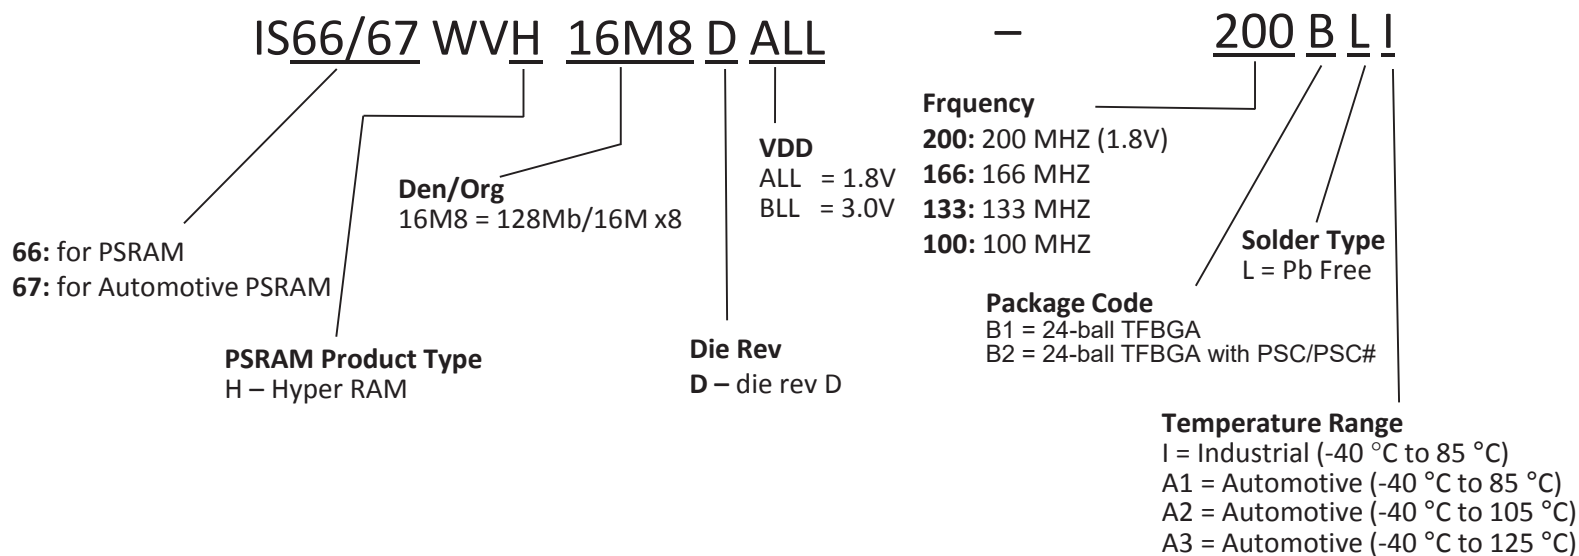 IS66/67 WVH 16M8 D ALL – 200 B L I
Frquency
200: 200 MHZ (1.8V)
166: 166 MHZ
133: 133 MHZ
100: 100 MHZ
VDD
ALL = 1.8V
BLL = 3.0V
Den/Org
16M8 = 128Mb/16M x8
66: for PSRAM
67: for Automotive PSRAM
Solder Type
L = Pb Free
Package Code
B1 = 24-ball TFBGA
B2 = 24-ball TFBGA with PSC/PSC#
PSRAM Product Type
H – Hyper RAM
Die Rev
D – die rev D
Temperature Range
I = Industrial (-40 °C to 85 °C)
A1 = Automotive (-40 °C to 85 °C)
A2 = Automotive (-40 °C to 105 °C)
A3 = Automotive (-40 °C to 125 °C)